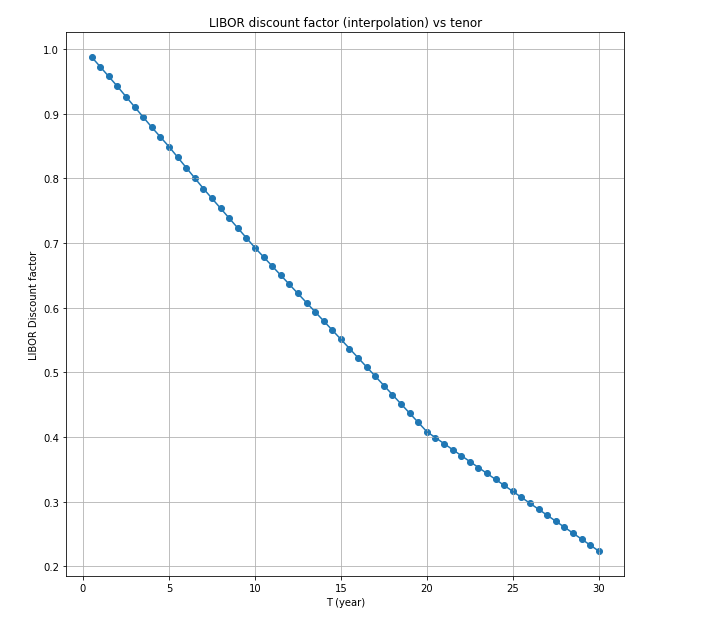 LIBOR discount factor (interpolation) vs tenor
1.0
0.9
0.8
0.7
0.6
0.5
0.4
0.3
0.2
LIBOR Discount factor
0 5 10 15 20 25 30
T (year)